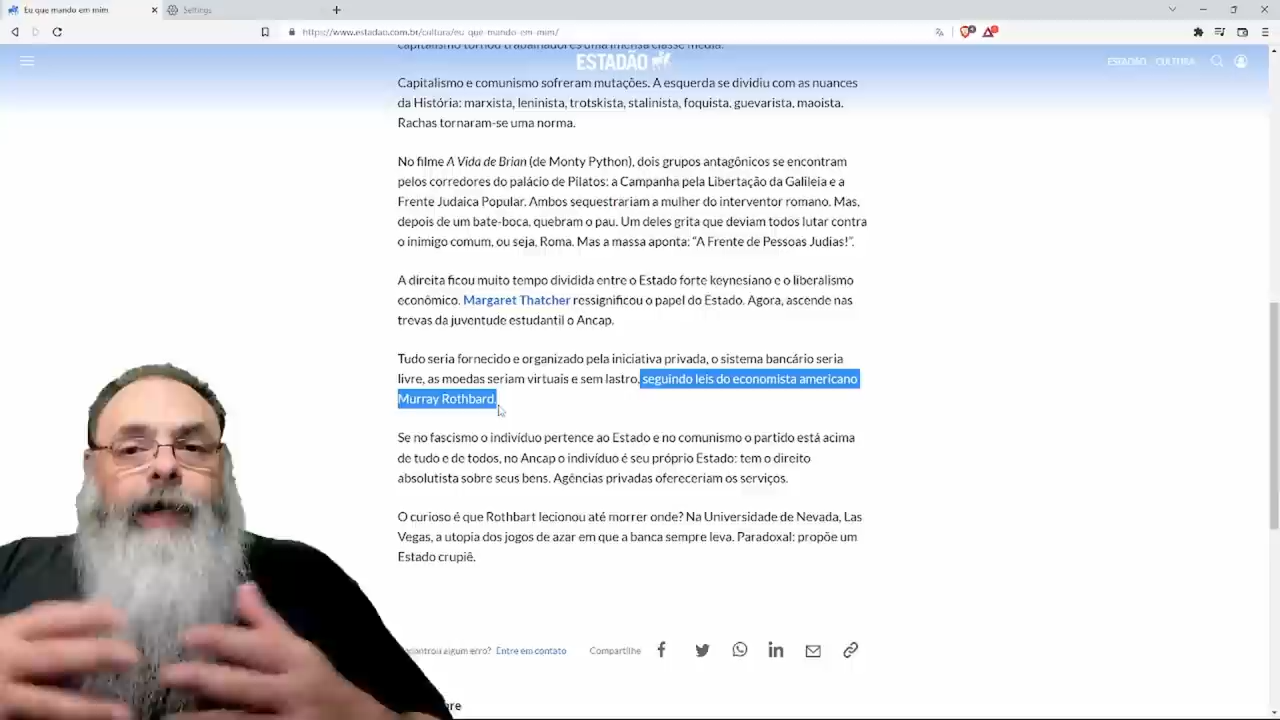 Eu que mando em mim
Settings
https://www.estadao.com.br/cultura/eu-que-mando-em-mim/
capitalismo tornou trabalhadores uma imensa classe média.
ESTADÃO
ESTADÃO CULTURA
Capitalismo e comunismo sofreram mutações. A esquerda se dividiu com as nuances
da História: marxista, leninista, trotskista, stalinista, foquista, guevarista, maoista.
Rachas tornaram-se uma norma.
No filme A Vida de Brian (de Monty Python), dois grupos antagônicos se encontram
pelos corredores do palácio de Pilatos: a Campanha pela Libertação da Galileia e a
Frente Judaica Popular. Ambos sequestrariam a mulher do interventor romano. Mas,
depois de um bate-boca, quebram o pau. Um deles grita que deviam todos lutar contra
o inimigo comum, ou seja, Roma. Mas a massa aponta: “A Frente de Pessoas Judias!”.
A direita ficou muito tempo dividida entre o Estado forte keynesiano e o liberalismo
econômico. Margaret Thatcher ressignificou o papel do Estado. Agora, ascende nas
trevas da juventude estudantil o Ancap.
Tudo seria fornecido e organizado pela iniciativa privada, o sistema bancário seria
livre, as moedas seriam virtuais e sem lastro, seguindo leis do economista americano
Murray Rothbard.
Se no fascismo o indivíduo pertence ao Estado e no comunismo o partido está acima
de tudo e de todos, no Ancap o indivíduo é seu próprio Estado: tem o direito
absolutista sobre seus bens. Agências privadas ofereceriam os serviços.
O curioso é que Rothbart lecionou até morrer onde? Na Universidade de Nevada, Las
Vegas, a utopia dos jogos de azar em que a banca sempre leva. Paradoxal: propõe um
Estado crupiê.
algum erro? Entre em contato Compartilhe